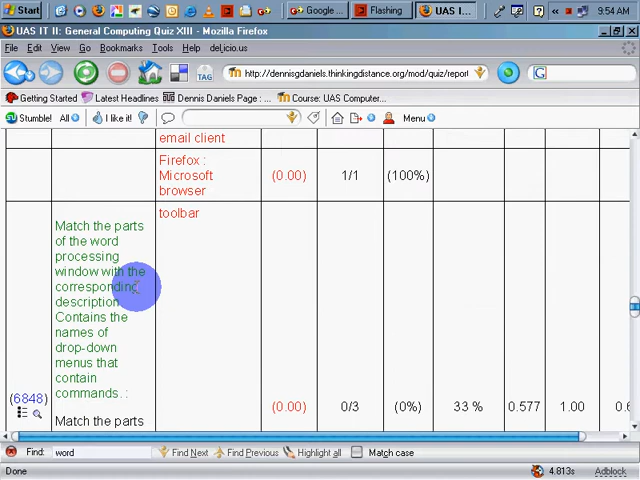 Start
Google ...
Flashing
UAS IT ...
9:54 AM
UAS IT II: General Computing Quiz XIII - Mozilla Firefox
File Edit View Go Bookmarks Tools Help del.icio.us
TAG
http://dennisgdaniels.thinkingdistance.org/mod/quiz/report
Getting Started Latest Headlines Dennis Daniels Page : ... Course: UAS Computer...
Stumble! All I like it! Menu
email client
Firefox :
Microsoft
browser
(0.00) 1/1 (100%)
toolbar
Match the parts
of the word
processing
window with the
corresponding
description
Contains the
names of
drop-down
menus that
contain
commands. :
(6848)
(0.00) 0/3 (0%) 33 % 0.577 1.00 0.6
Match the parts
Find: word Find Next Find Previous Highlight all Match case
Done
4.813s Adblock